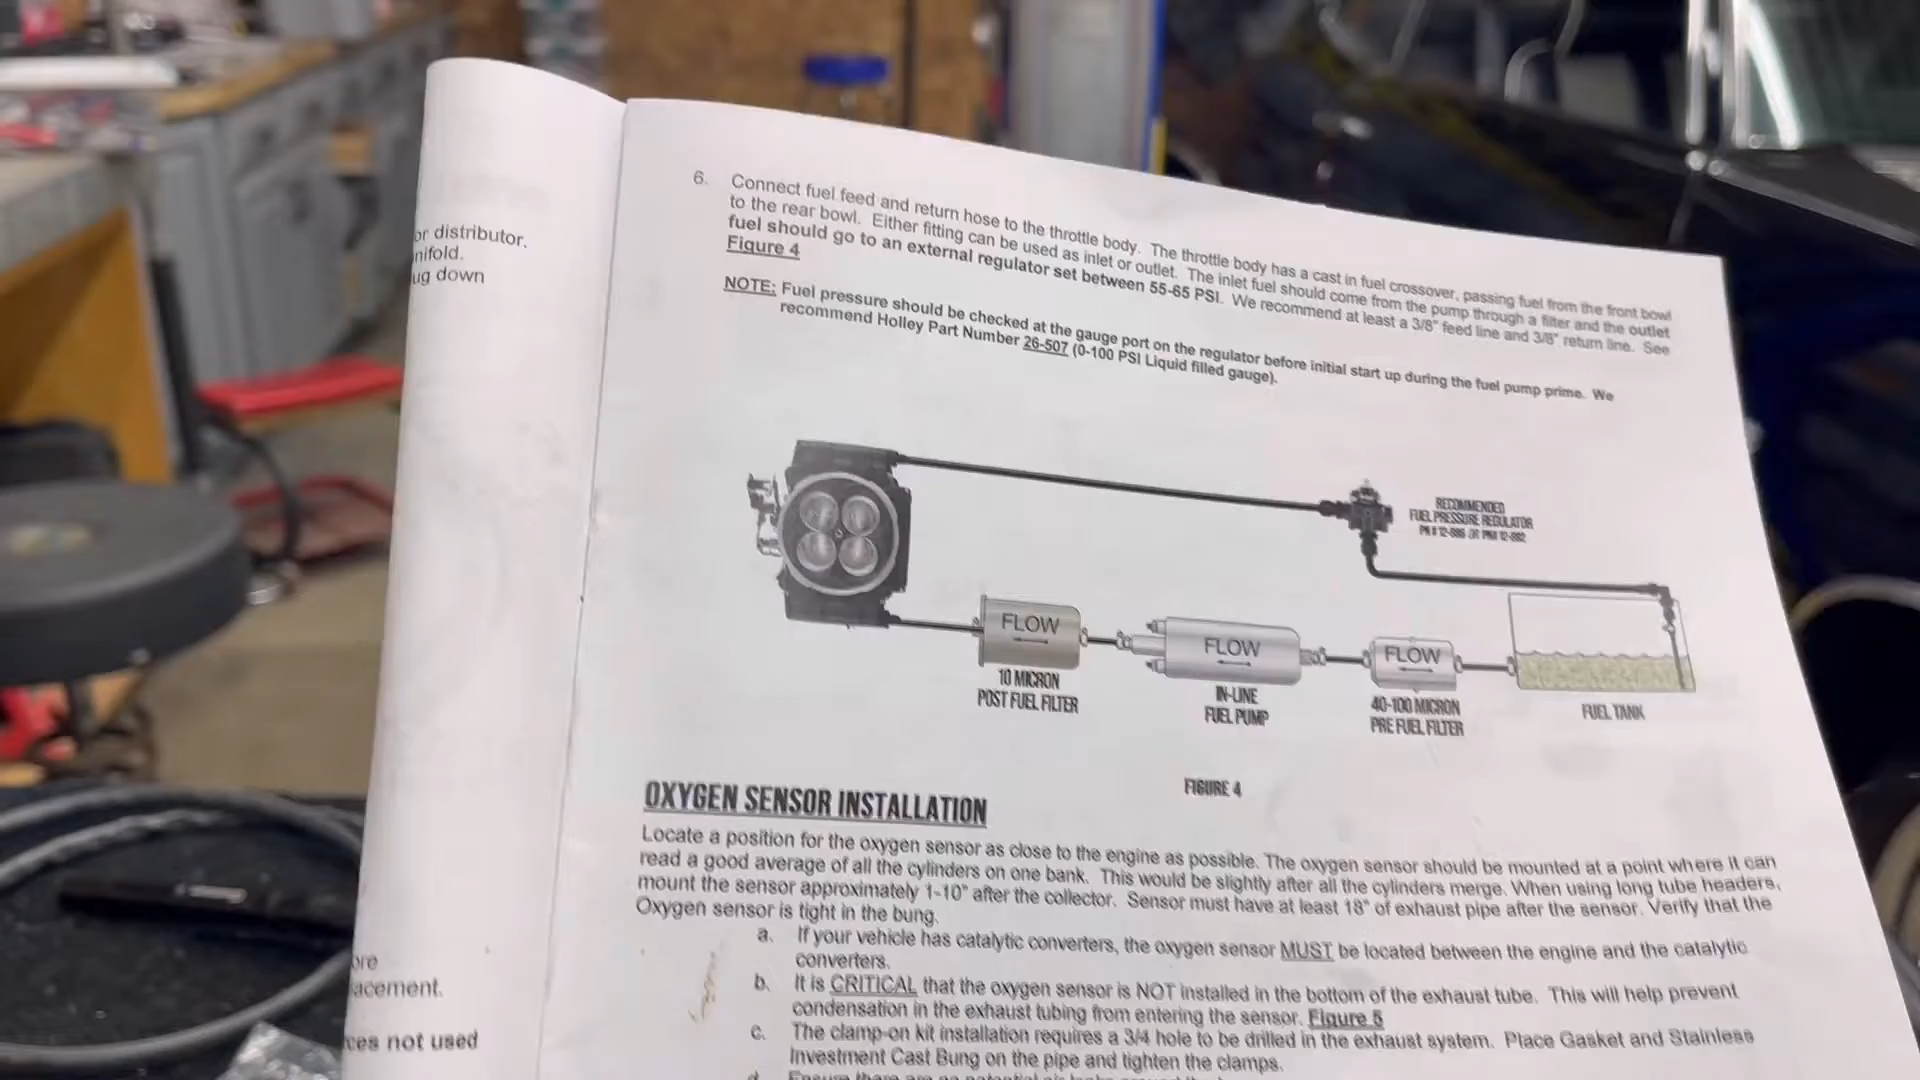 or distributor.
nifold.
ug down
ore
acement.
ces not used
6. Connect fuel feed and return hose to the throttle body. The throttle body has a cast in fuel crossover, passing fuel from the front bowl
to the rear bowl. Either fitting can be used as inlet or outlet. The inlet fuel should come from the pump through a filter and the outlet
fuel should go to an external regulator set between 55-65 PSI. We recommend at least a 3/8" feed line and 3/8" return line. See
Figure 4
NOTE: Fuel pressure should be checked at the gauge port on the regulator before initial start up during the fuel pump prime. We
recommend Holley Part Number 26-507 (0-100 PSI Liquid filled gauge).
RECOMMENDED
FUEL PRESSURE REGULATOR
FLOW
FLOW
FLOW
10 MICRON
POST FUEL FILTER
IN-LINE
FUEL PUMP
40-100 MICRON
PRE FUEL FILTER
FUEL TANK
FIGURE 4
OXYGEN SENSOR INSTALLATION
Locate a position for the oxygen sensor as close to the engine as possible. The oxygen sensor should be mounted at a point where it can
read a good average of all the cylinders on one bank. This would be slightly after all the cylinders merge. When using long tube headers,
mount the sensor approximately 1-10" after the collector. Sensor must have at least 18" of exhaust pipe after the sensor. Verify that the
Oxygen sensor is tight in the bung.
a. If your vehicle has catalytic converters, the oxygen sensor MUST be located between the engine and the catalytic
converters.
b. It is CRITICAL that the oxygen sensor is NOT installed in the bottom of the exhaust tube. This will help prevent
condensation in the exhaust tubing from entering the sensor. Figure 5
c. The clamp-on kit installation requires a 3/4 hole to be drilled in the exhaust system. Place Gasket and Stainless
Investment Cast Bung on the pipe and tighten the clamps.